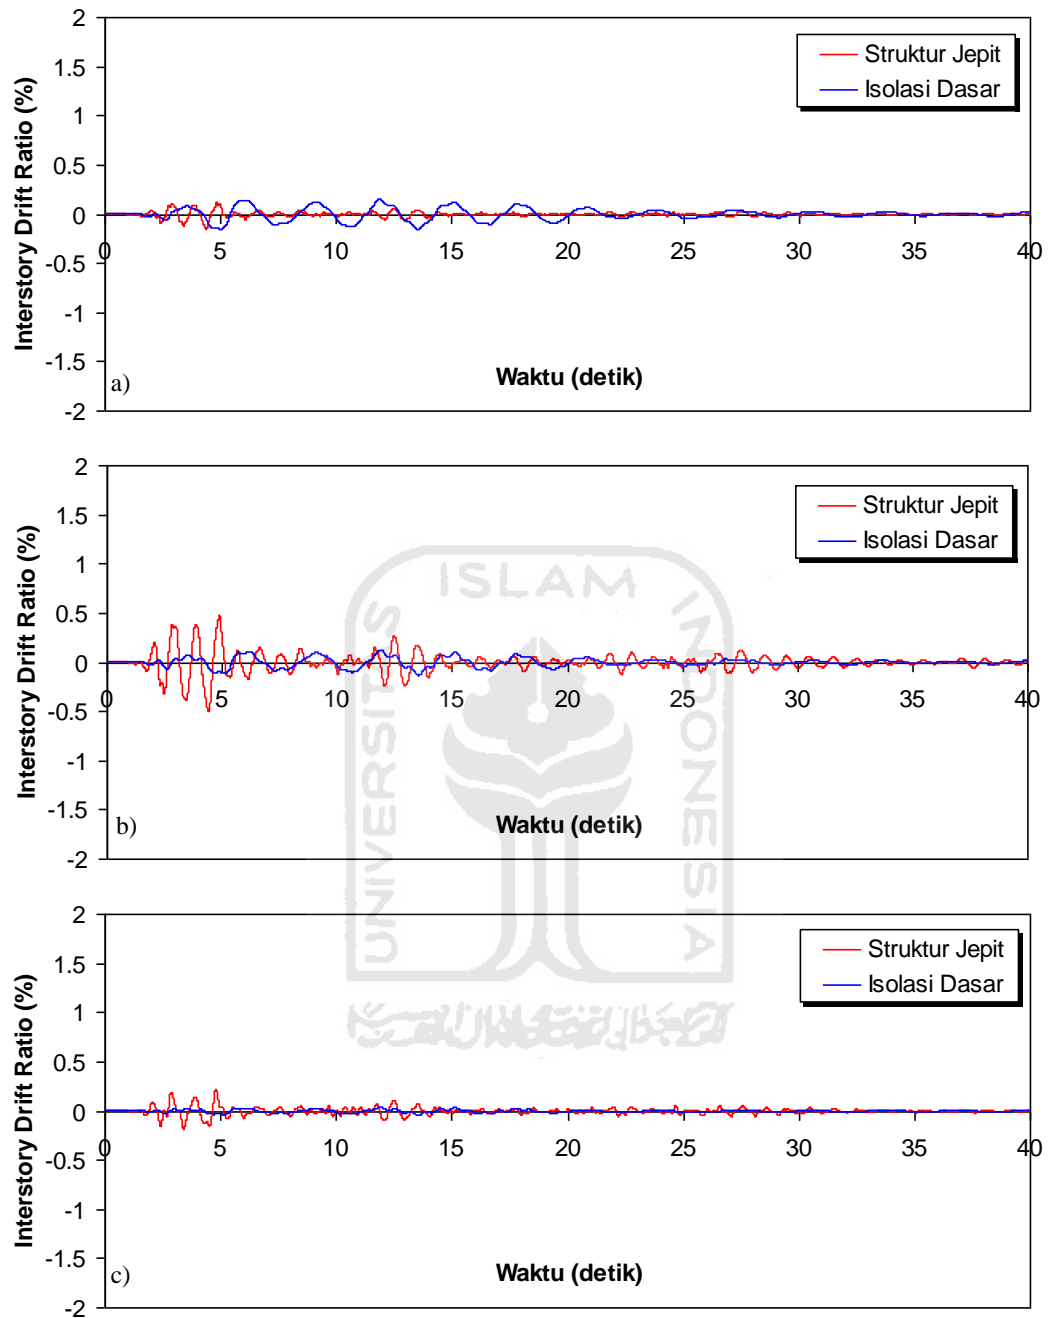 2
1.5
1
0.5
0
-0.5
-1
-1.5
-2
Interstory Drift Ratio (%)
Struktur Jepit
Isolasi Dasar
0 5 10 15 20 25 30 35 40
Waktu (detik)
a)
2
1.5
1
0.5
0
-0.5
-1
-1.5
-2
Interstory Drift Ratio (%)
Struktur Jepit
Isolasi Dasar
0 5 10 15 20 25 30 35 40
Waktu (detik)
b)
ISLAM
UNIVERSITAS
INDONESIA
2
1.5
1
0.5
0
-0.5
-1
-1.5
-2
Interstory Drift Ratio (%)
Struktur Jepit
Isolasi Dasar
0 5 10 15 20 25 30 35 40
Waktu (detik)
c)